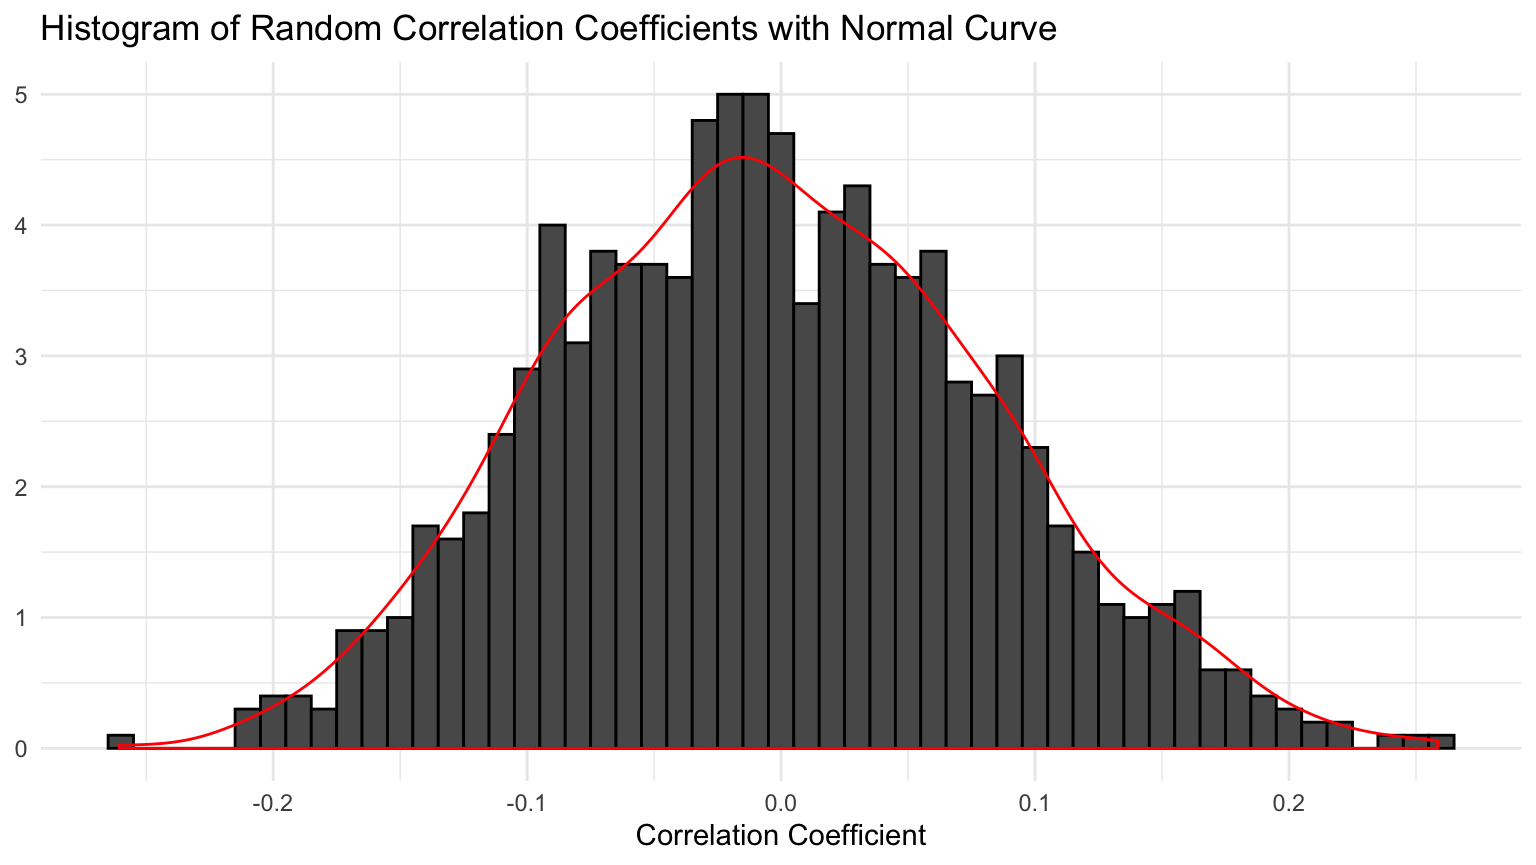 Histogram of Random Correlation Coefficients with Normal Curve
5
4
3
2
1
0
-0.2 -0.1 0.0 0.1 0.2
Correlation Coefficient